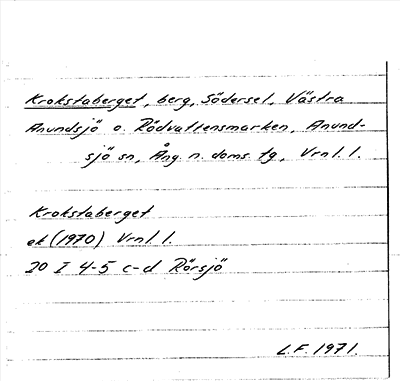 Krokstaberget, berg, Södersel, Västra
Anundsjö o. Rödvattensmarken, Anund-
sjö sn, Ång. n. doms. tg, Vrnl. l.
Krokstaberget
ek (1970) Vrnl. l.
20 I 4-5 c-d Rörsjö
L.F. 1971.